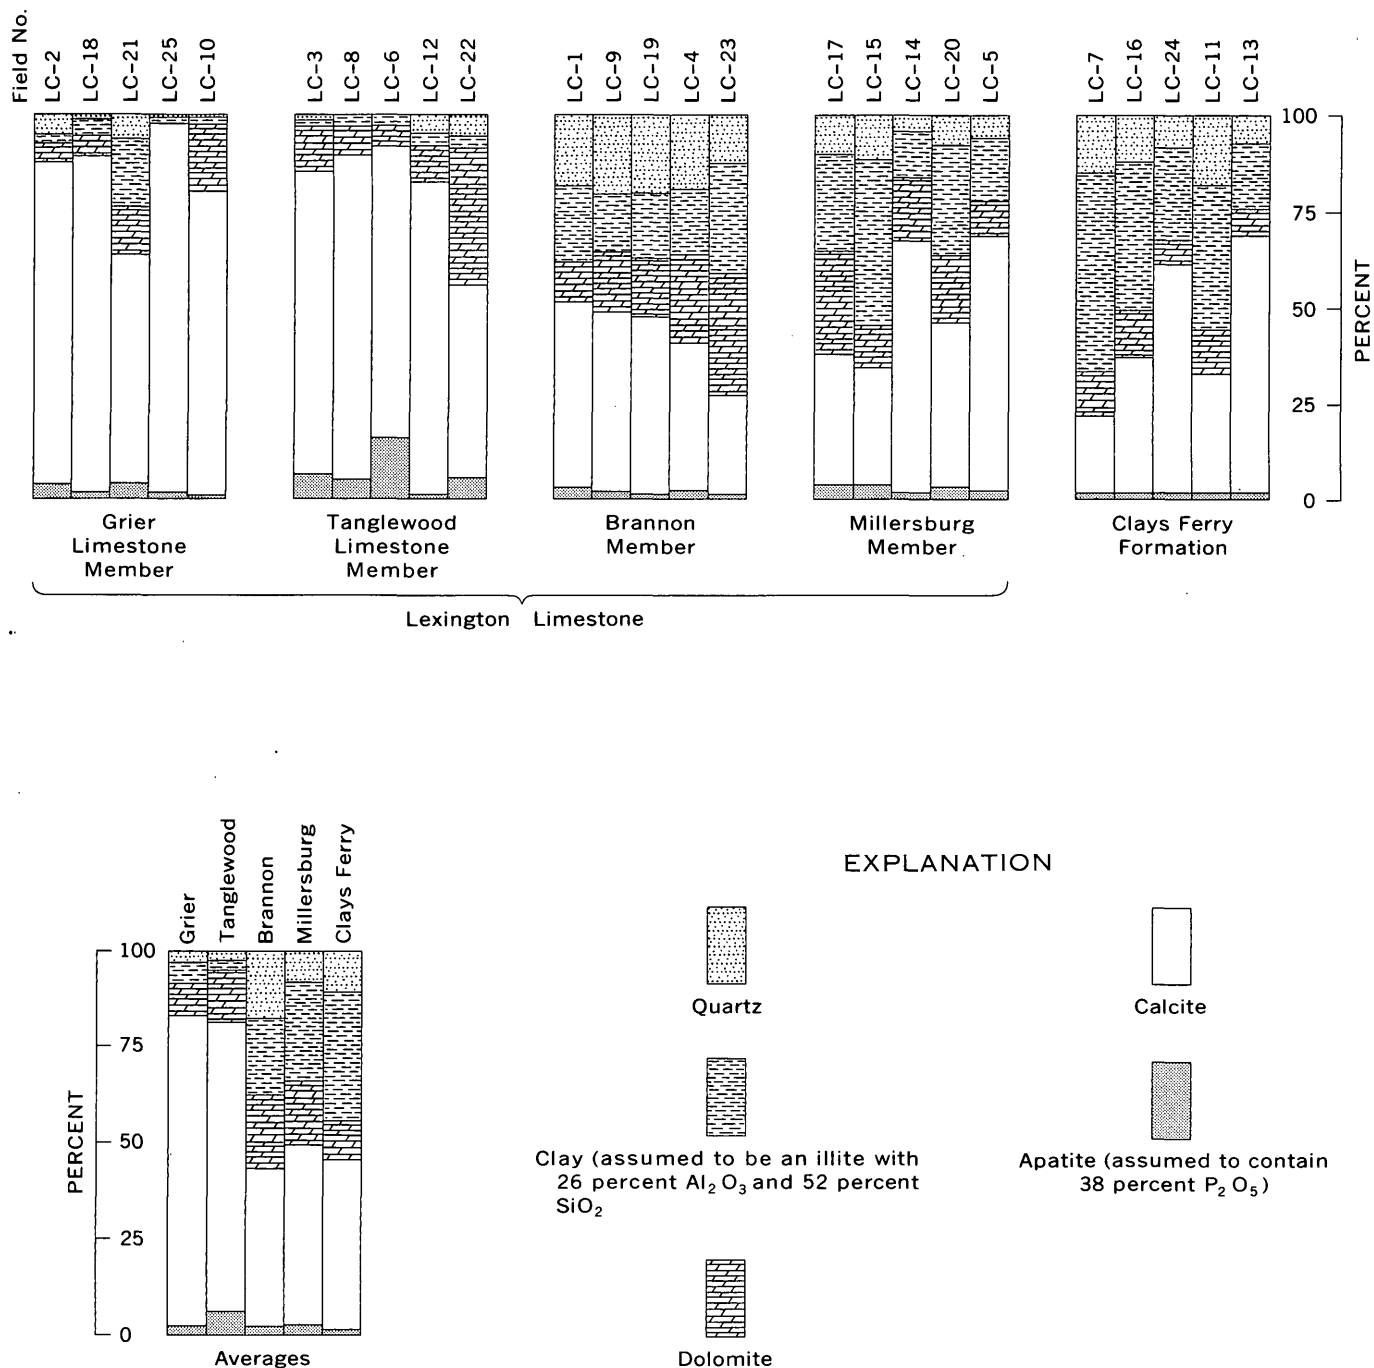 Field No.
LC-2
LC-18
LC-21
LC-25
LC-10
LC-3
LC-8
LC-6
LC-12
LC-22
LC-1
LC-9
LC-19
LC-4
LC-23
LC-17
LC-15
LC-14
LC-20
LC-5
LC-7
LC-16
LC-24
LC-11
LC-13
100
75
50
25
0
PERCENT
Grier
Limestone
Member
Tanglewood
Limestone
Member
Brannon
Member
Millersburg
Member
Clays Ferry
Formation
Lexington Limestone
Grier
Tanglewood
Brannon
Millersburg
Clays Ferry
100
75
50
25
0
PERCENT
Averages
EXPLANATION
Quartz
Calcite
Clay (assumed to be an illite with
26 percent Al₂O₃ and 52 percent
SiO₂
Apatite (assumed to contain
38 percent P₂O₅)
Dolomite